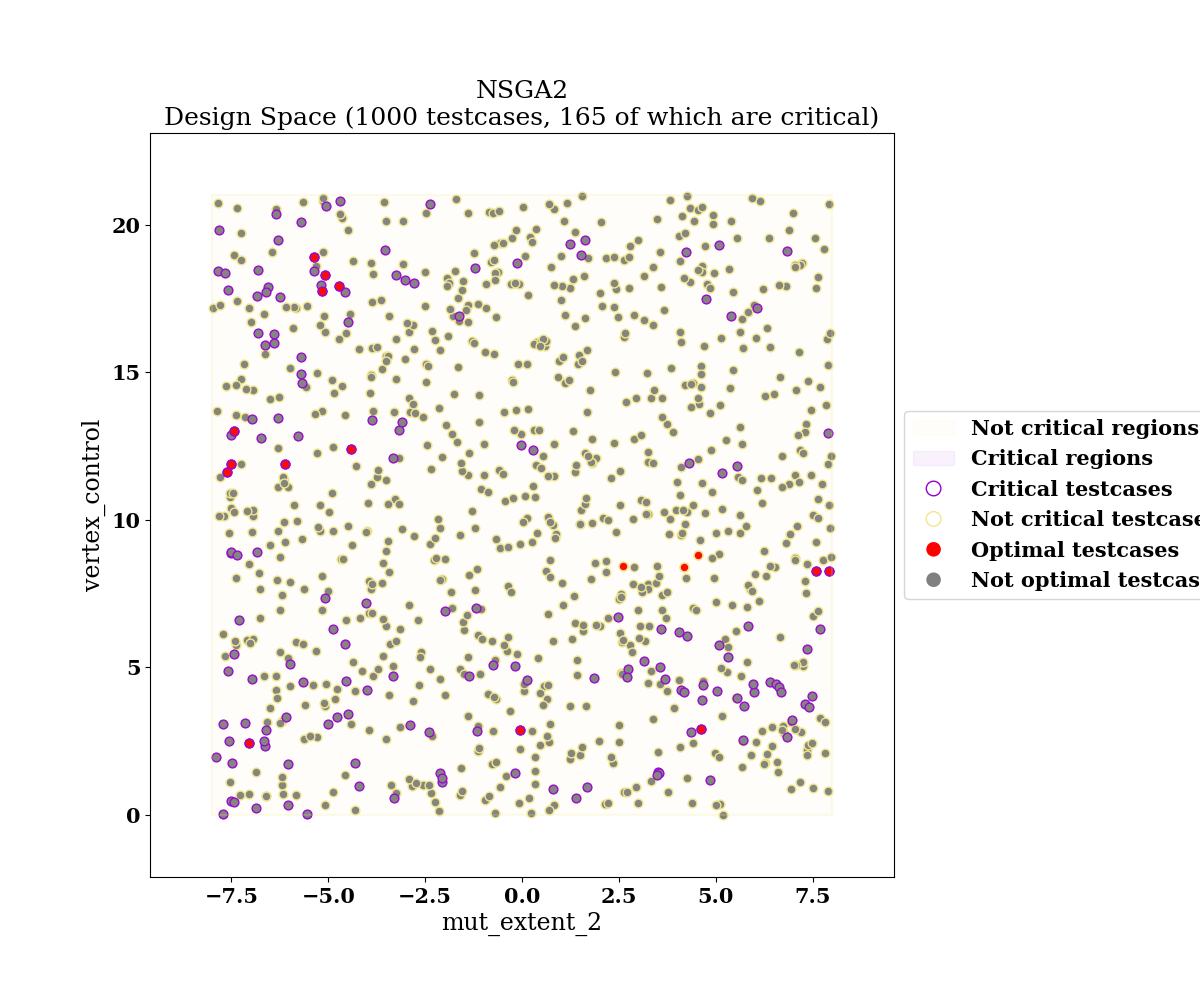 NSGA2
Design Space (1000 testcases, 165 of which are critical)
20
15
10
5
0
vertex_control
−7.5 −5.0 −2.5 0.0 2.5 5.0 7.5
mut_extent_2
Not critical regions
Critical regions
Critical testcases
Not critical testcase
Optimal testcases
Not optimal testcas